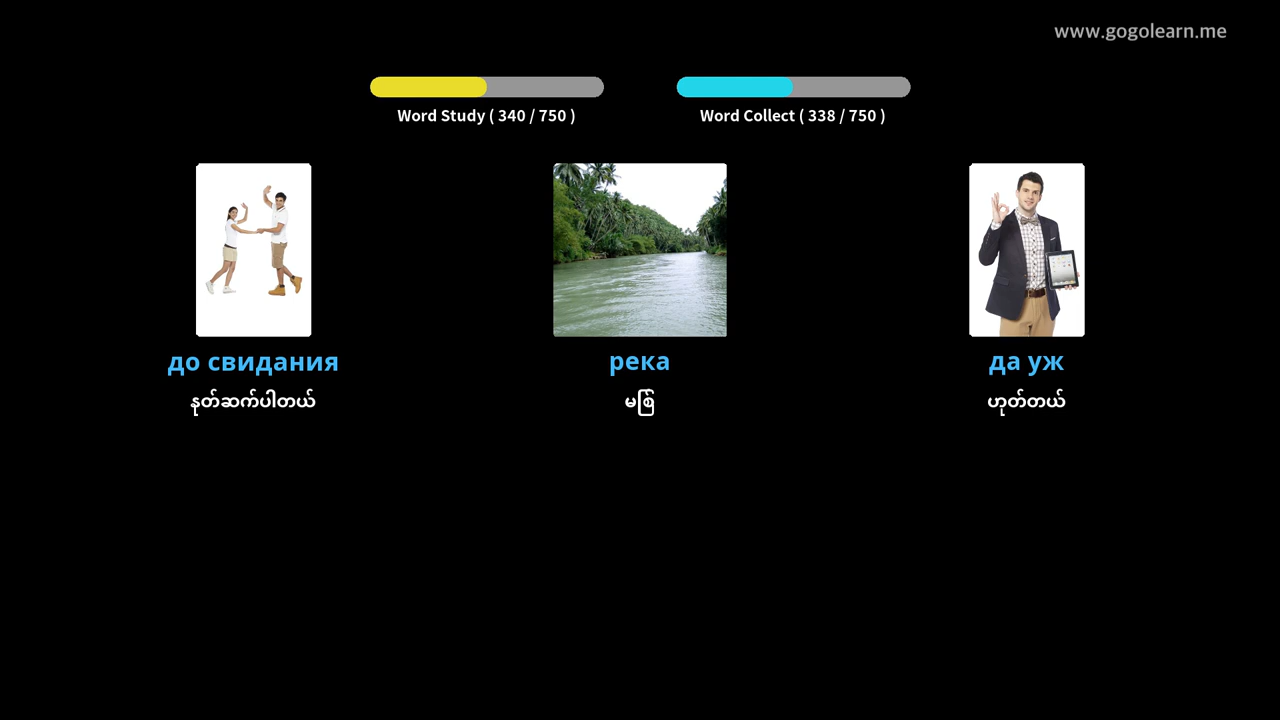 www.gogolearn.me
Word Study ( 340 / 750 )
Word Collect ( 338 / 750 )
до свидания
река
да уж
နုတ်ဆက်ပါတယ်
မစ်ြ
ဟုတ်တယ်